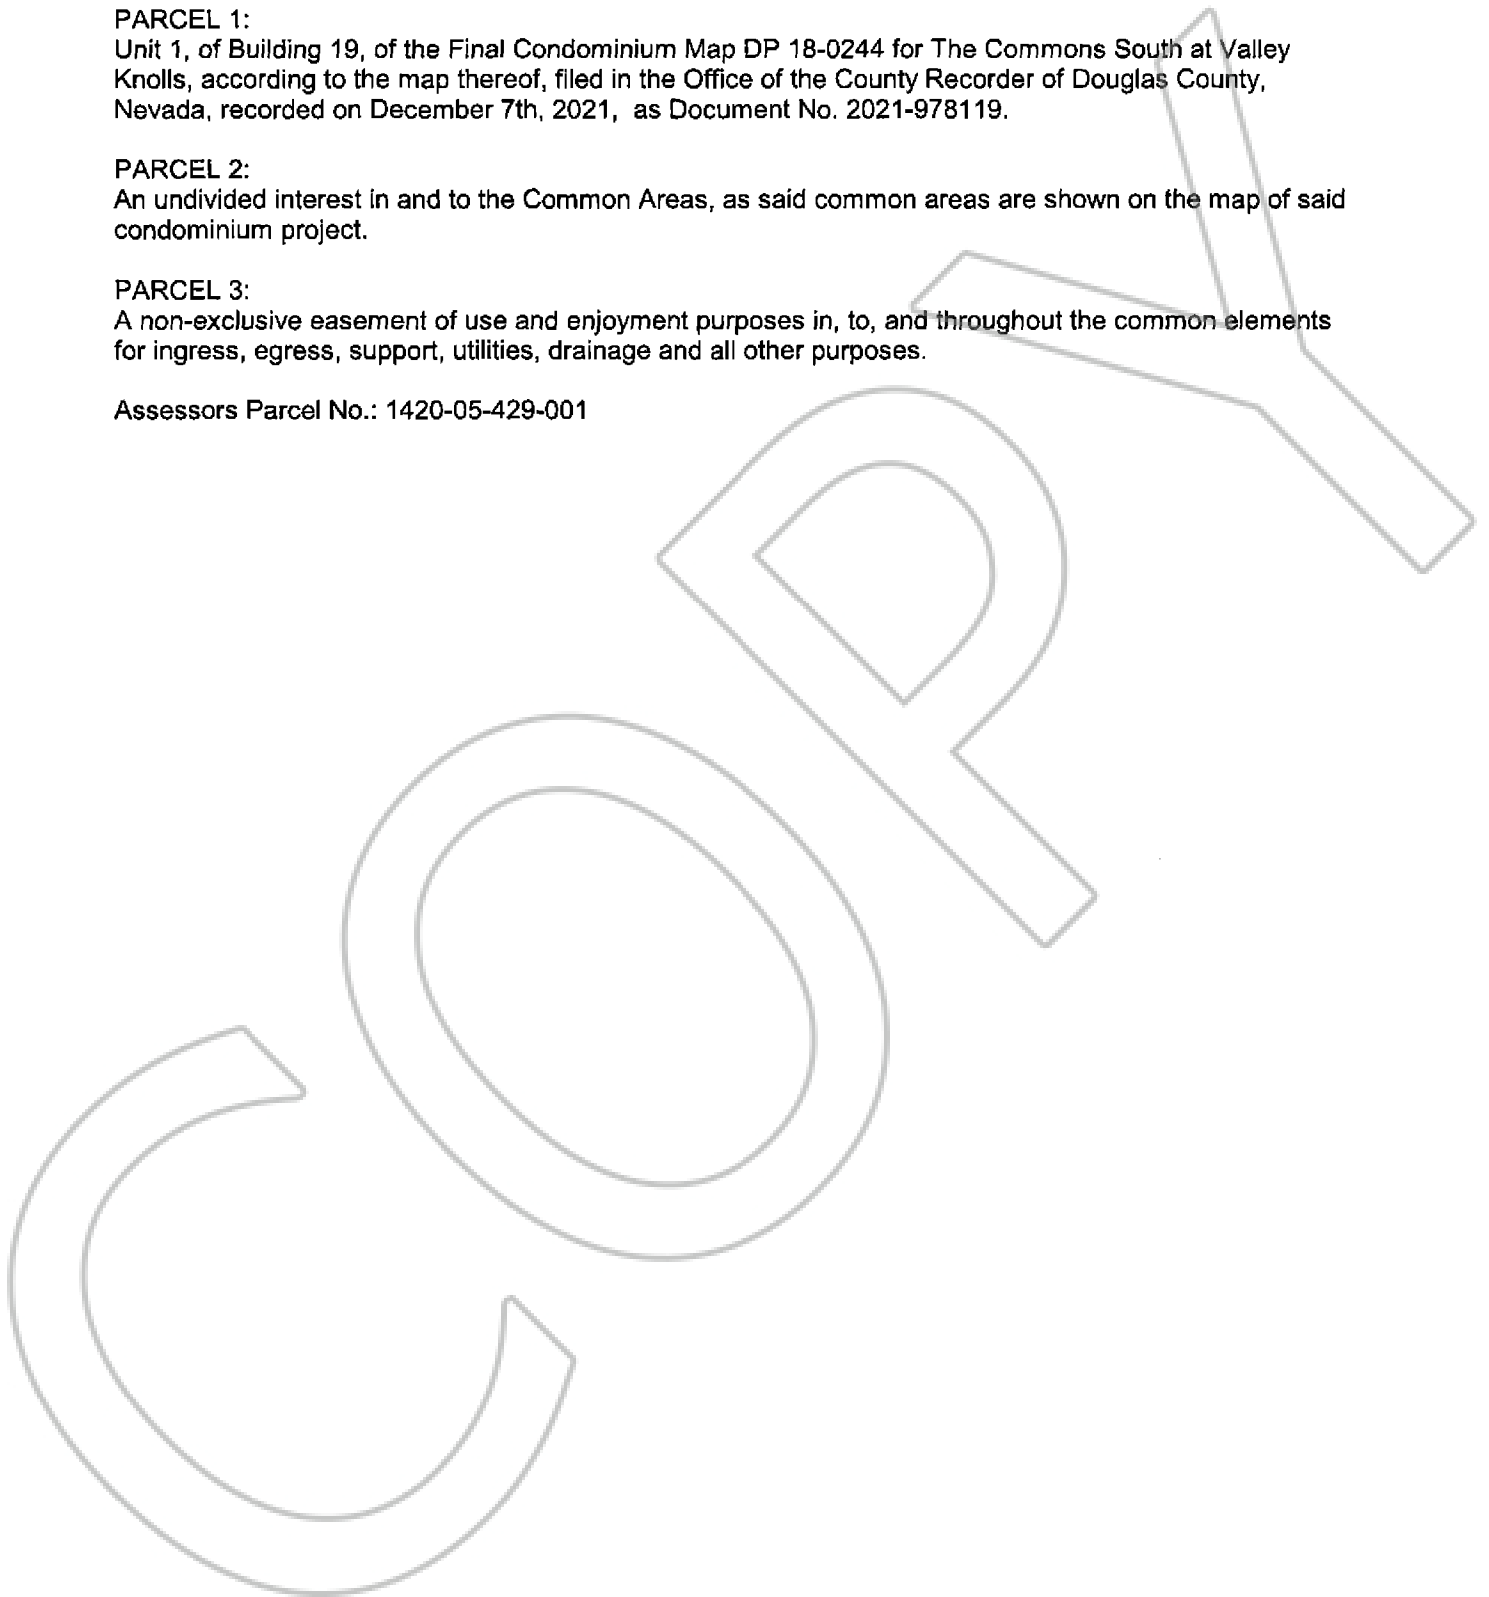 PARCEL 1:
Unit 1, of Building 19, of the Final Condominium Map DP 18-0244 for The Commons South at Valley
Knolls, according to the map thereof, filed in the Office of the County Recorder of Douglas County,
Nevada, recorded on December 7th, 2021, as Document No. 2021-978119.
PARCEL 2:
An undivided interest in and to the Common Areas, as said common areas are shown on the map of said
condominium project.
PARCEL 3:
A non-exclusive easement of use and enjoyment purposes in, to, and throughout the common elements
for ingress, egress, support, utilities, drainage and all other purposes.
Assessors Parcel No.: 1420-05-429-001
COPY